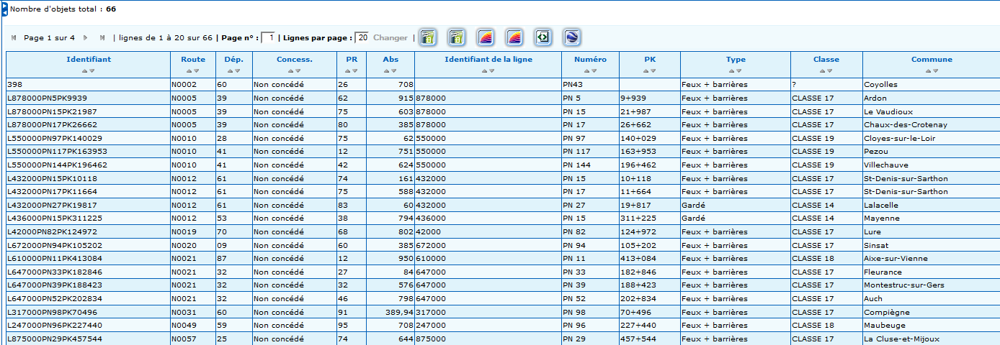 Nombre d'objets total : 66
Page 1 sur 4 | lignes de 1 à 20 sur 66 | Page n° : 1 | Lignes par page : 20 Changer |
Identifiant Route Dép. Concess. PR Abs Identifiant de la ligne Numéro PK Type Classe Commune
398 N0002 60 Non concédé 26 708 PN43 Feux + barrières ? Coyolles
L878000PN5PK9939 N0005 39 Non concédé 62 915 878000 PN 5 9+939 Feux + barrières CLASSE 17 Ardon
L878000PN15PK21987 N0005 39 Non concédé 75 603 878000 PN 15 21+987 Feux + barrières CLASSE 17 Le Vaudioux
L878000PN17PK26662 N0005 39 Non concédé 80 385 878000 PN 17 26+662 Feux + barrières CLASSE 17 Chaux-des-Crotenay
L550000PN97PK140029 N0010 28 Non concédé 75 62 550000 PN 97 140+029 Feux + barrières CLASSE 19 Cloyes-sur-le-Loir
L550000PN117PK163953 N0010 41 Non concédé 12 751 550000 PN 117 163+953 Feux + barrières CLASSE 19 Pezou
L550000PN144PK196462 N0010 41 Non concédé 42 624 550000 PN 144 196+462 Feux + barrières CLASSE 19 Villechauve
L432000PN15PK10118 N0012 61 Non concédé 74 161 432000 PN 15 10+118 Feux + barrières CLASSE 17 St-Denis-sur-Sarthon
L432000PN17PK11664 N0012 61 Non concédé 75 588 432000 PN 17 11+664 Feux + barrières CLASSE 17 St-Denis-sur-Sarthon
L432000PN27PK19817 N0012 61 Non concédé 83 60 432000 PN 27 19+817 Gardé CLASSE 14 Lalacelle
L436000PN15PK311225 N0012 53 Non concédé 38 794 436000 PN 15 311+225 Gardé CLASSE 14 Mayenne
L42000PN82PK124972 N0019 70 Non concédé 68 802 42000 PN 82 124+972 Feux + barrières CLASSE 17 Lure
L672000PN94PK105202 N0020 09 Non concédé 60 385 672000 PN 94 105+202 Feux + barrières CLASSE 17 Sinsat
L610000PN11PK413084 N0021 87 Non concédé 12 950 610000 PN 11 413+084 Feux + barrières CLASSE 18 Aixe-sur-Vienne
L647000PN33PK182846 N0021 32 Non concédé 27 84 647000 PN 33 182+846 Feux + barrières CLASSE 17 Fleurance
L647000PN39PK188423 N0021 32 Non concédé 32 576 647000 PN 39 188+423 Feux + barrières CLASSE 17 Montestruc-sur-Gers
L647000PN52PK202834 N0021 32 Non concédé 46 798 647000 PN 52 202+834 Feux + barrières CLASSE 17 Auch
L317000PN98PK70496 N0031 60 Non concédé 91 389,94 317000 PN 98 70+496 Feux + barrières CLASSE 17 Compiègne
L247000PN96PK227440 N0049 59 Non concédé 95 708 247000 PN 96 227+440 Feux + barrières CLASSE 18 Maubeuge
L875000PN29PK457544 N0057 25 Non concédé 74 644 875000 PN 29 457+544 Feux + barrières CLASSE 17 La Cluse-et-Mijoux